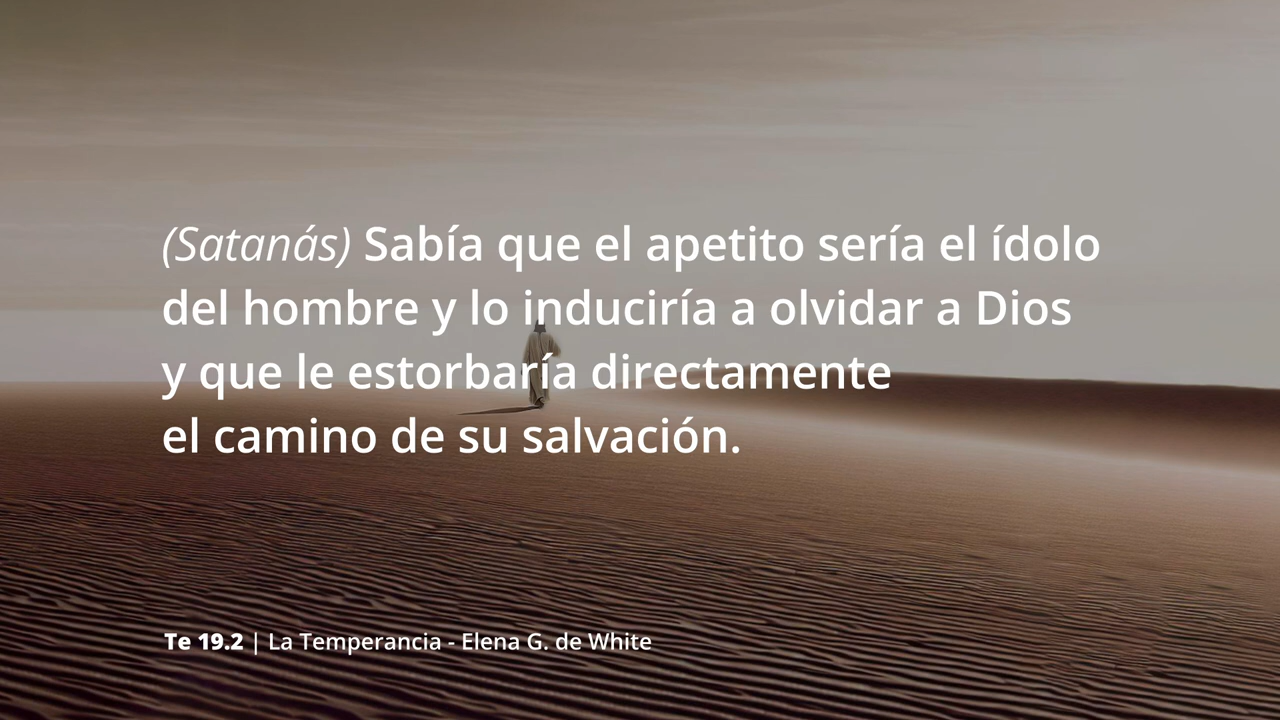 (Satanás) Sabía que el apetito sería el ídolo
del hombre y lo induciría a olvidar a Dios
y que le estorbaría directamente
el camino de su salvación.
Te 19.2 | La Temperancia - Elena G. de White